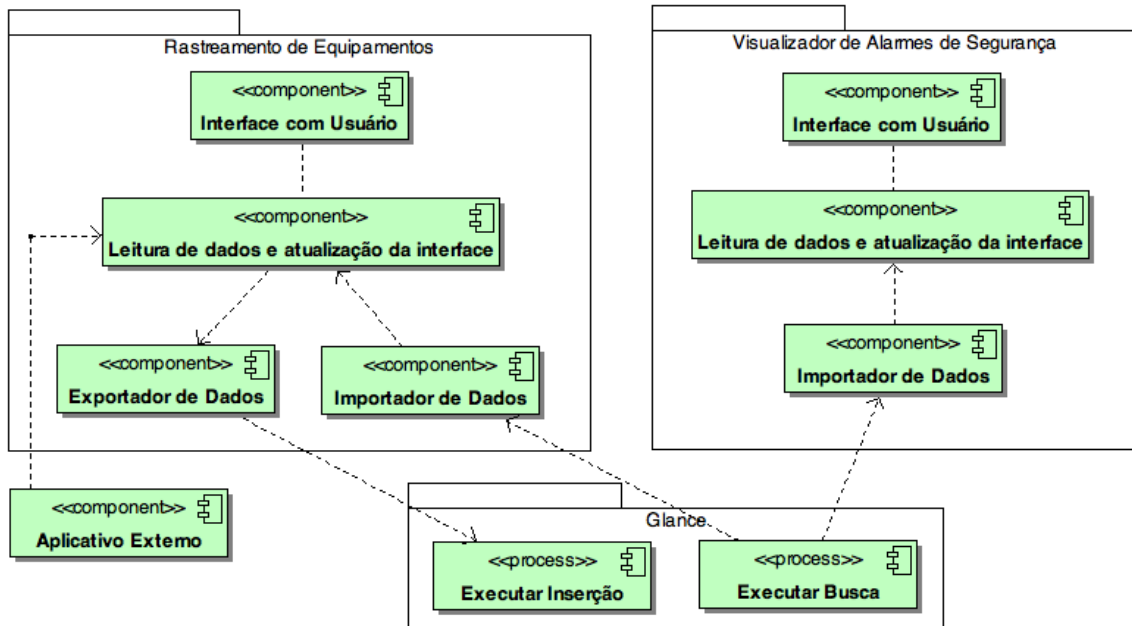 Rastreamento de Equipamentos
<<component>>
Interface com Usuário
<<component>>
Leitura de dados e atualização da interface
<<component>>
Exportador de Dados
<<component>>
Importador de Dados
<<component>>
Aplicativo Externo
Visualizador de Alarmes de Segurança
<<component>>
Interface com Usuário
<<component>>
Leitura de dados e atualização da interface
<<component>>
Importador de Dados
Glance
<<process>>
Executar Inserção
<<process>>
Executar Busca